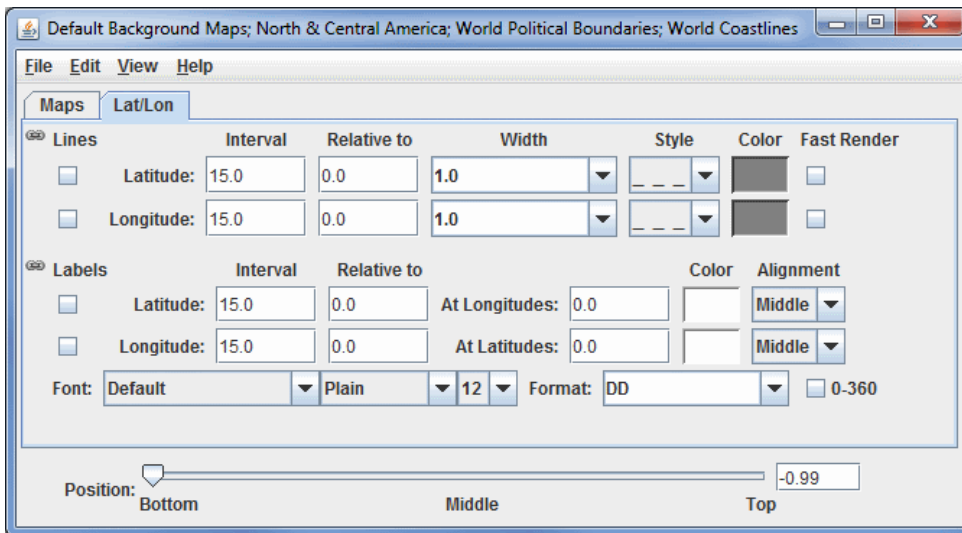 Default Background Maps; North & Central America; World Political Boundaries; World Coastlines
File Edit View Help
Maps Lat/Lon
Lines Interval Relative to Width Style Color Fast Render
Latitude: 15.0 0.0 1.0 _ _ _
Longitude: 15.0 0.0 1.0 _ _ _
Labels Interval Relative to Color Alignment
Latitude: 15.0 0.0 At Longitudes: 0.0 Middle
Longitude: 15.0 0.0 At Latitudes: 0.0 Middle
Font: Default Plain 12 Format: DD 0-360
Position: -0.99
Bottom Middle Top